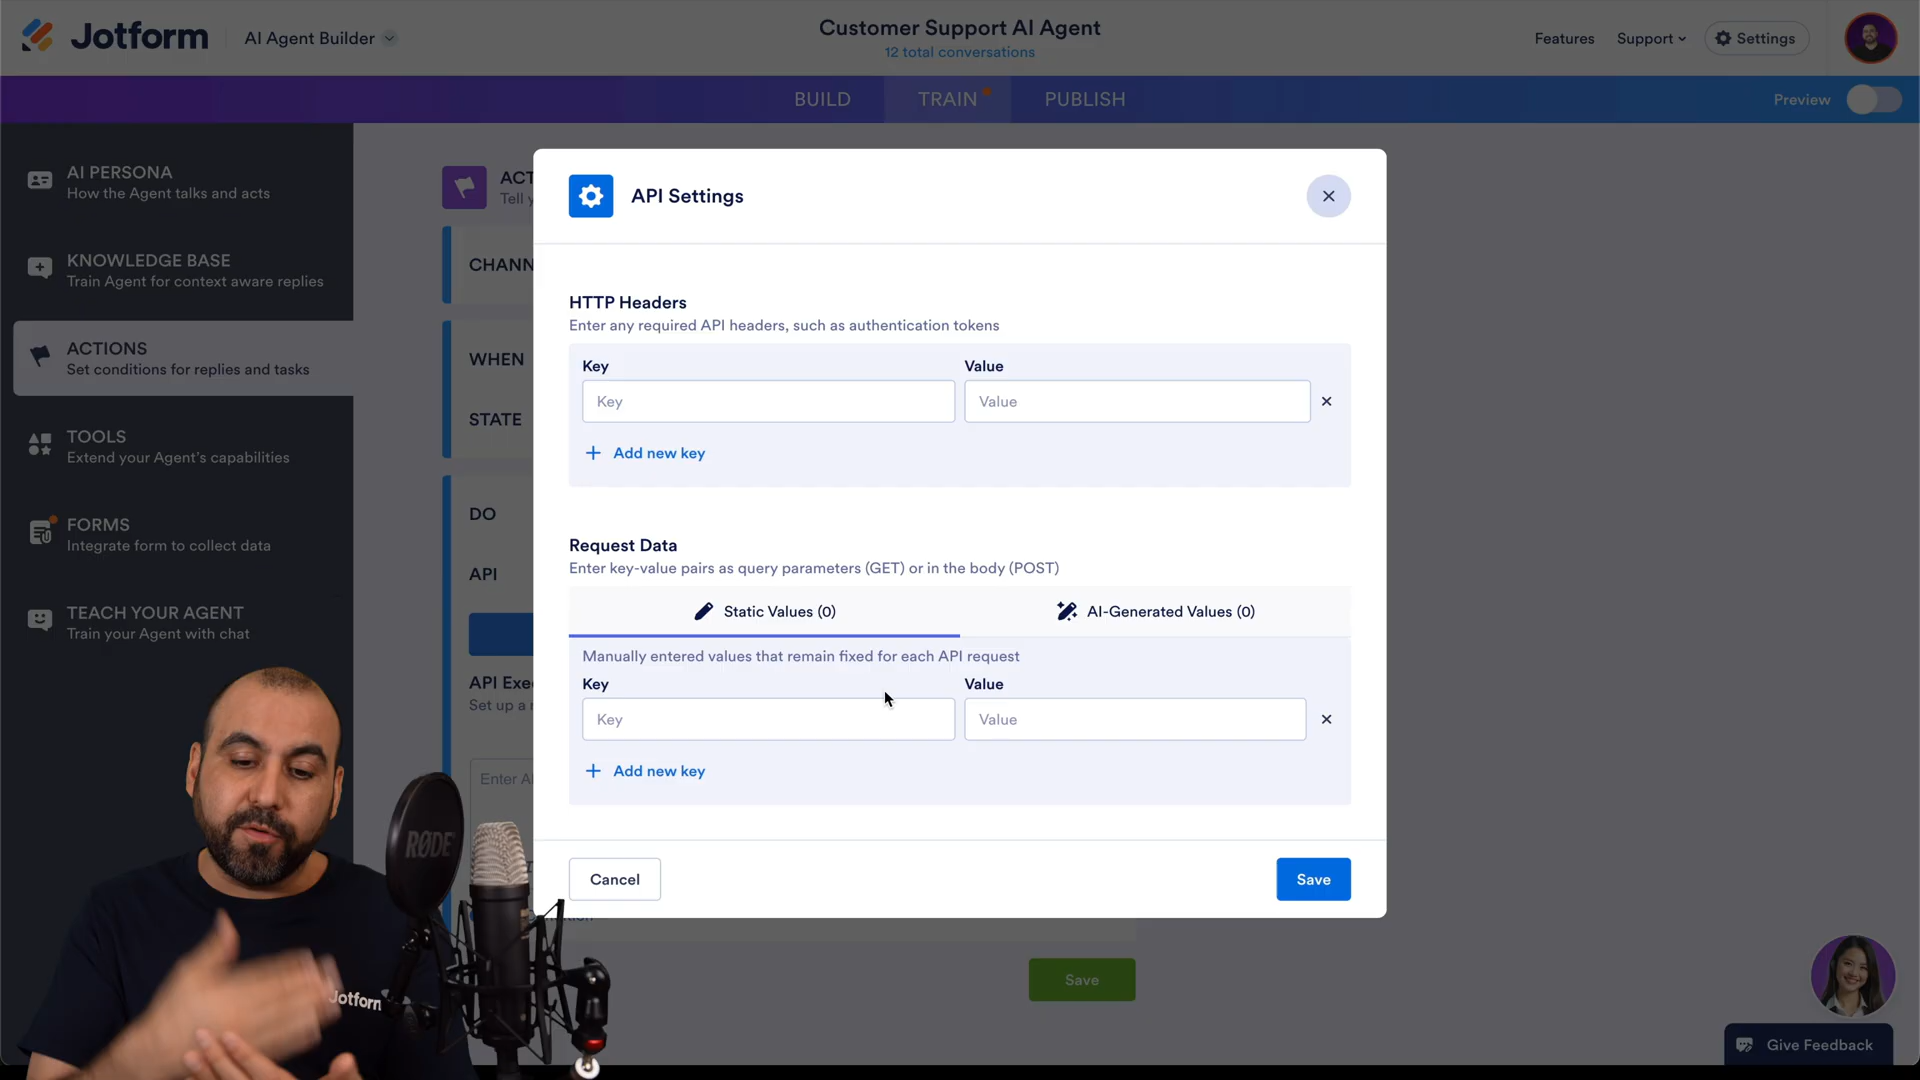 Jotform
AI Agent Builder
Customer Support AI Agent
12 total conversations
Features
Support
Settings
BUILD
TRAIN
PUBLISH
Preview
AI PERSONA
How the Agent talks and acts
KNOWLEDGE BASE
Train Agent for context aware replies
ACTIONS
Set conditions for replies and tasks
TOOLS
Extend your Agent's capabilities
FORMS
Integrate form to collect data
TEACH YOUR AGENT
Train your Agent with chat
WHEN
STATE
DO
API
Set up a
Enter
API Settings
HTTP Headers
Enter any required API headers, such as authentication tokens
Key
Value
Key
Value
Add new key
Request Data
Enter key-value pairs as query parameters (GET) or in the body (POST)
Static Values (0)
AI-Generated Values (0)
Manually entered values that remain fixed for each API request
Key
Value
Key
Value
Add new key
Cancel
Save
Save
Give Feedback
RØDE
Jotform